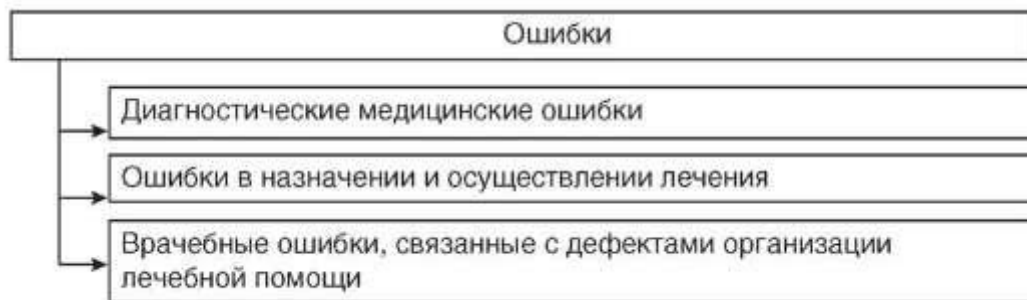 Ошибки
Диагностические медицинские ошибки
Ошибки в назначении и осуществлении лечения
Врачебные ошибки, связанные с дефектами организации
лечебной помощи